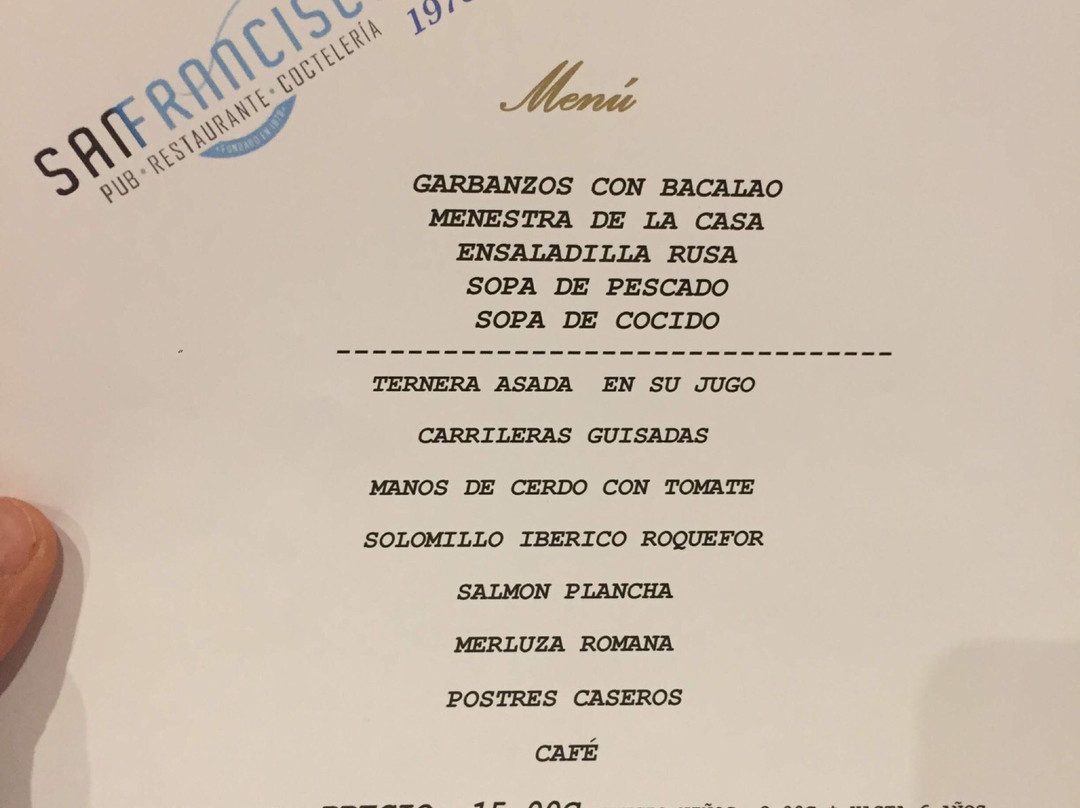 SANFRANCISC
PUB · RESTAURANTE · COCTELERÍA
Menú
GARBANZOS CON BACALAO
MENESTRA DE LA CASA
ENSALADILLA RUSA
SOPA DE PESCADO
SOPA DE COCIDO
-------------------------------
TERNERA ASADA  EN SU JUGO
CARRILERAS GUISADAS
MANOS DE CERDO CON TOMATE
SOLOMILLO IBERICO ROQUEFOR
SALMON PLANCHA
MERLUZA ROMANA
POSTRES CASEROS
CAFÉ